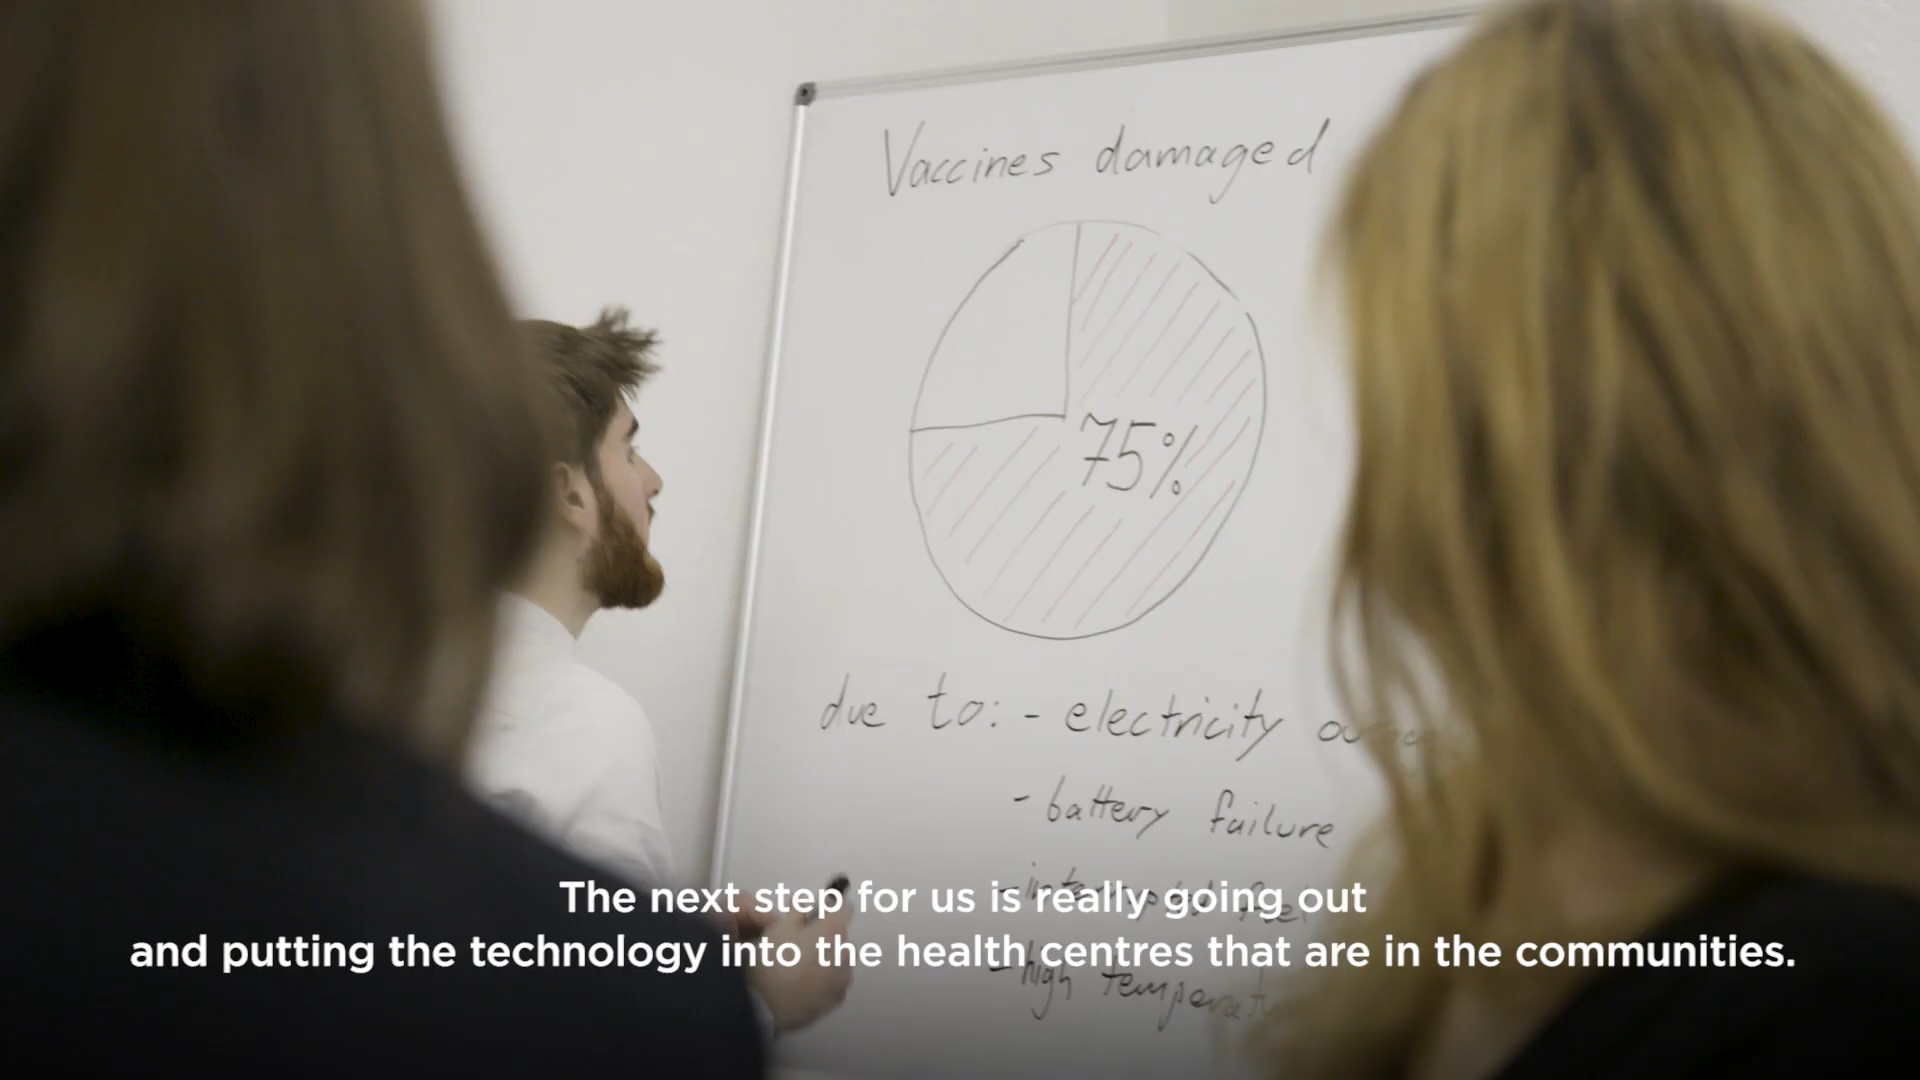 Vaccines damaged
75%
due to: - electricity
- battery failure
- high
The next step for us is really going out
and putting the technology into the health centres that are in the communities.